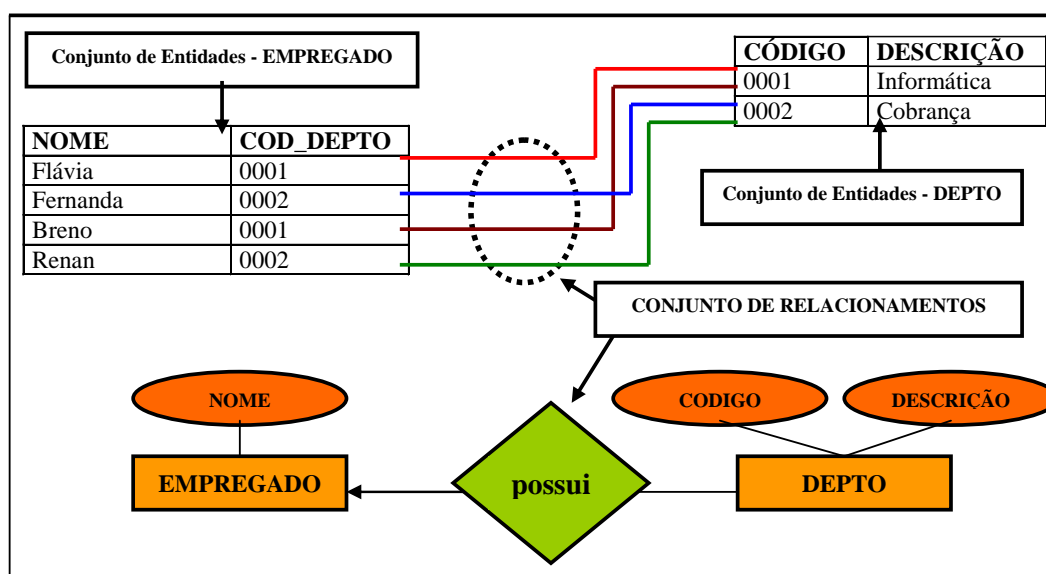 Conjunto de Entidades - EMPREGADO
CÓDIGO DESCRIÇÃO
0001 Informática
0002 Cobrança
NOME COD_DEPTO
Flávia 0001
Fernanda 0002
Breno 0001
Renan 0002
Conjunto de Entidades - DEPTO
CONJUNTO DE RELACIONAMENTOS
NOME
CODIGO
DESCRIÇÃO
EMPREGADO
possui
DEPTO